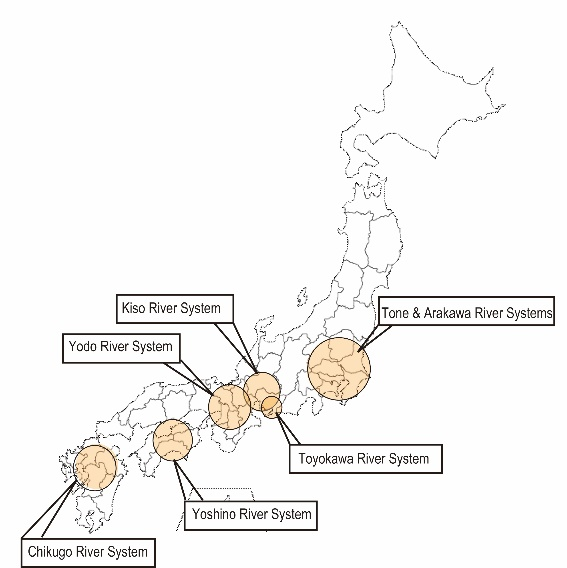 Kiso River System
Tone & Arakawa River Systems
Yodo River System
Toyokawa River System
Yoshino River System
Chikugo River System